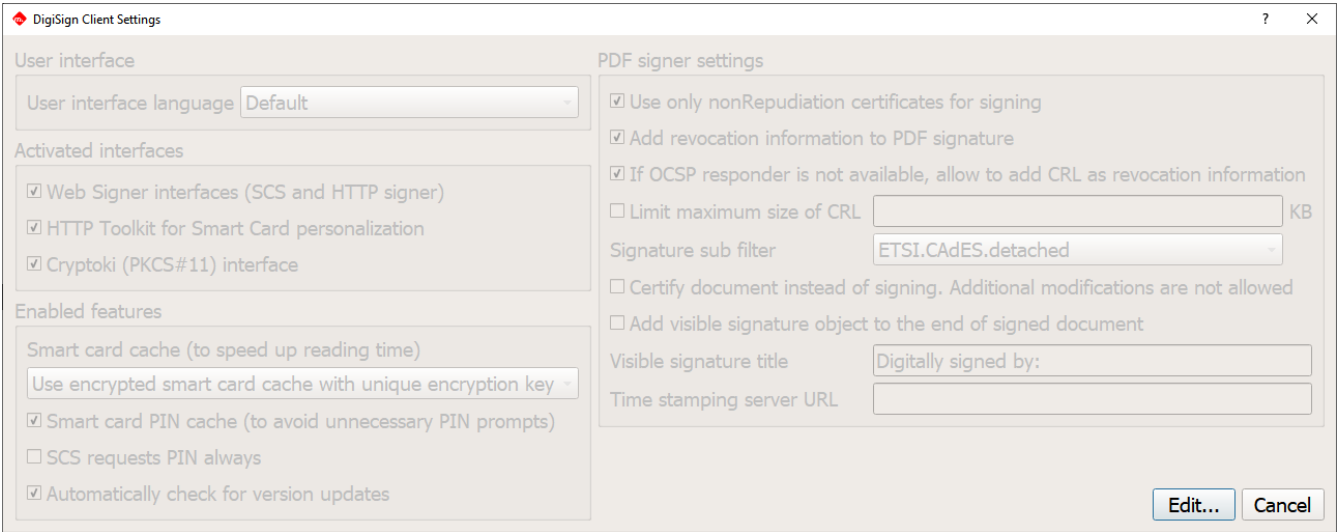 DigiSign Client Settings
?
User interface
User interface language Default
Activated interfaces
Web Signer interfaces (SCS and HTTP signer)
HTTP Toolkit for Smart Card personalization
Cryptoki (PKCS#11) interface
Enabled features
Smart card cache (to speed up reading time)
Use encrypted smart card cache with unique encryption key
Smart card PIN cache (to avoid unnecessary PIN prompts)
SCS requests PIN always
Automatically check for version updates
PDF signer settings
Use only nonRepudiation certificates for signing
Add revocation information to PDF signature
If OCSP responder is not available, allow to add CRL as revocation information
Limit maximum size of CRL KB
Signature sub filter ETSI.CAdES.detached
Certify document instead of signing. Additional modifications are not allowed
Add visible signature object to the end of signed document
Visible signature title Digitally signed by:
Time stamping server URL
Edit... Cancel